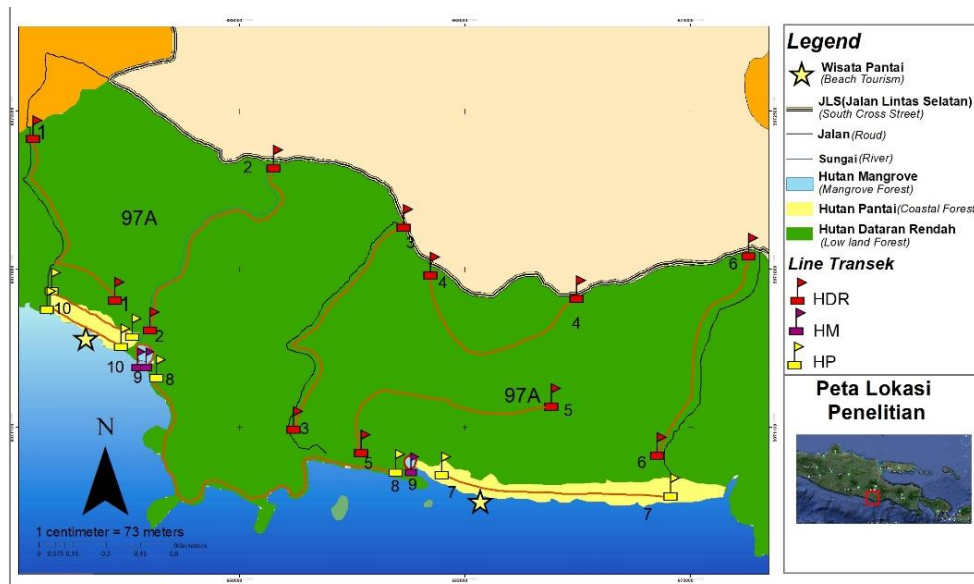 1
2
97A
3
4
6
1
2
4
10
10
9
8
97A
5
3
5
8
9
7
6
7
N
1 centimeter = 73 meters
Legend
Wisata Pantai
(Beach Tourism)
JLS(Jalan Lintas Selatan)
(South Cross Street)
Jalan (Roud)
Sungai (River)
Hutan Mangrove
(Mangrove Forest)
Hutan Pantai (Coastal Forest)
Hutan Dataran Rendah
(Low land Forest)
Line Transek
HDR
HM
HP
Peta Lokasi
Penelitian